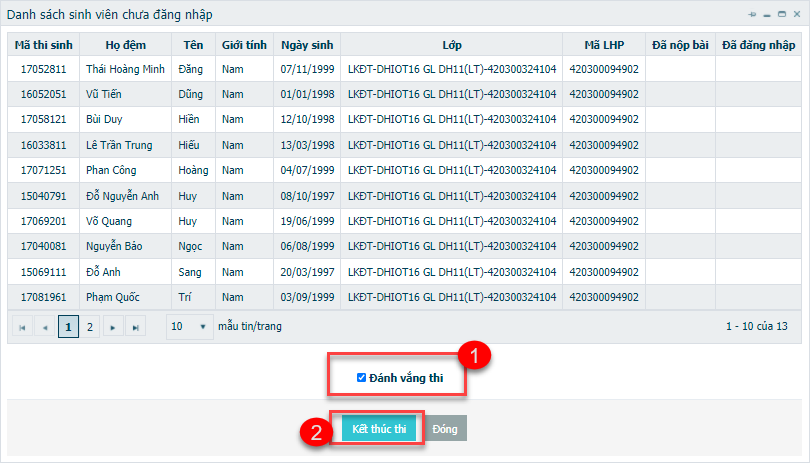 Danh sách sinh viên chưa đăng nhập
Mã thi sinh Họ đệm Tên Giới tính Ngày sinh Lớp Mã LHP Đã nộp bài Đã đăng nhập
17052811 Thái Hoàng Minh Đăng Nam 07/11/1999 LKĐT-DHIOT16 GL DH11(LT)-420300324104 420300094902
16052051 Vũ Tiến Dũng Nam 01/01/1998 LKĐT-DHIOT16 GL DH11(LT)-420300324104 420300094902
17058121 Bùi Duy Hiền Nam 12/10/1998 LKĐT-DHIOT16 GL DH11(LT)-420300324104 420300094902
16033811 Lê Trần Trung Hiếu Nam 13/03/1998 LKĐT-DHIOT16 GL DH11(LT)-420300324104 420300094902
17071251 Phan Công Hoàng Nam 04/07/1999 LKĐT-DHIOT16 GL DH11(LT)-420300324104 420300094902
15040791 Đỗ Nguyễn Anh Huy Nam 08/10/1997 LKĐT-DHIOT16 GL DH11(LT)-420300324104 420300094902
17069201 Võ Quang Huy Nam 19/06/1999 LKĐT-DHIOT16 GL DH11(LT)-420300324104 420300094902
17040081 Nguyễn Bảo Ngọc Nam 06/08/1999 LKĐT-DHIOT16 GL DH11(LT)-420300324104 420300094902
15069111 Đỗ Anh Sang Nam 20/03/1997 LKĐT-DHIOT16 GL DH11(LT)-420300324104 420300094902
17081961 Phạm Quốc Trí Nam 03/09/1999 LKĐT-DHIOT16 GL DH11(LT)-420300324104 420300094902
1 2 10 mẫu tin/trang 1 - 10 của 13
1
Đánh vắng thi
2
Kết thúc thi Đóng